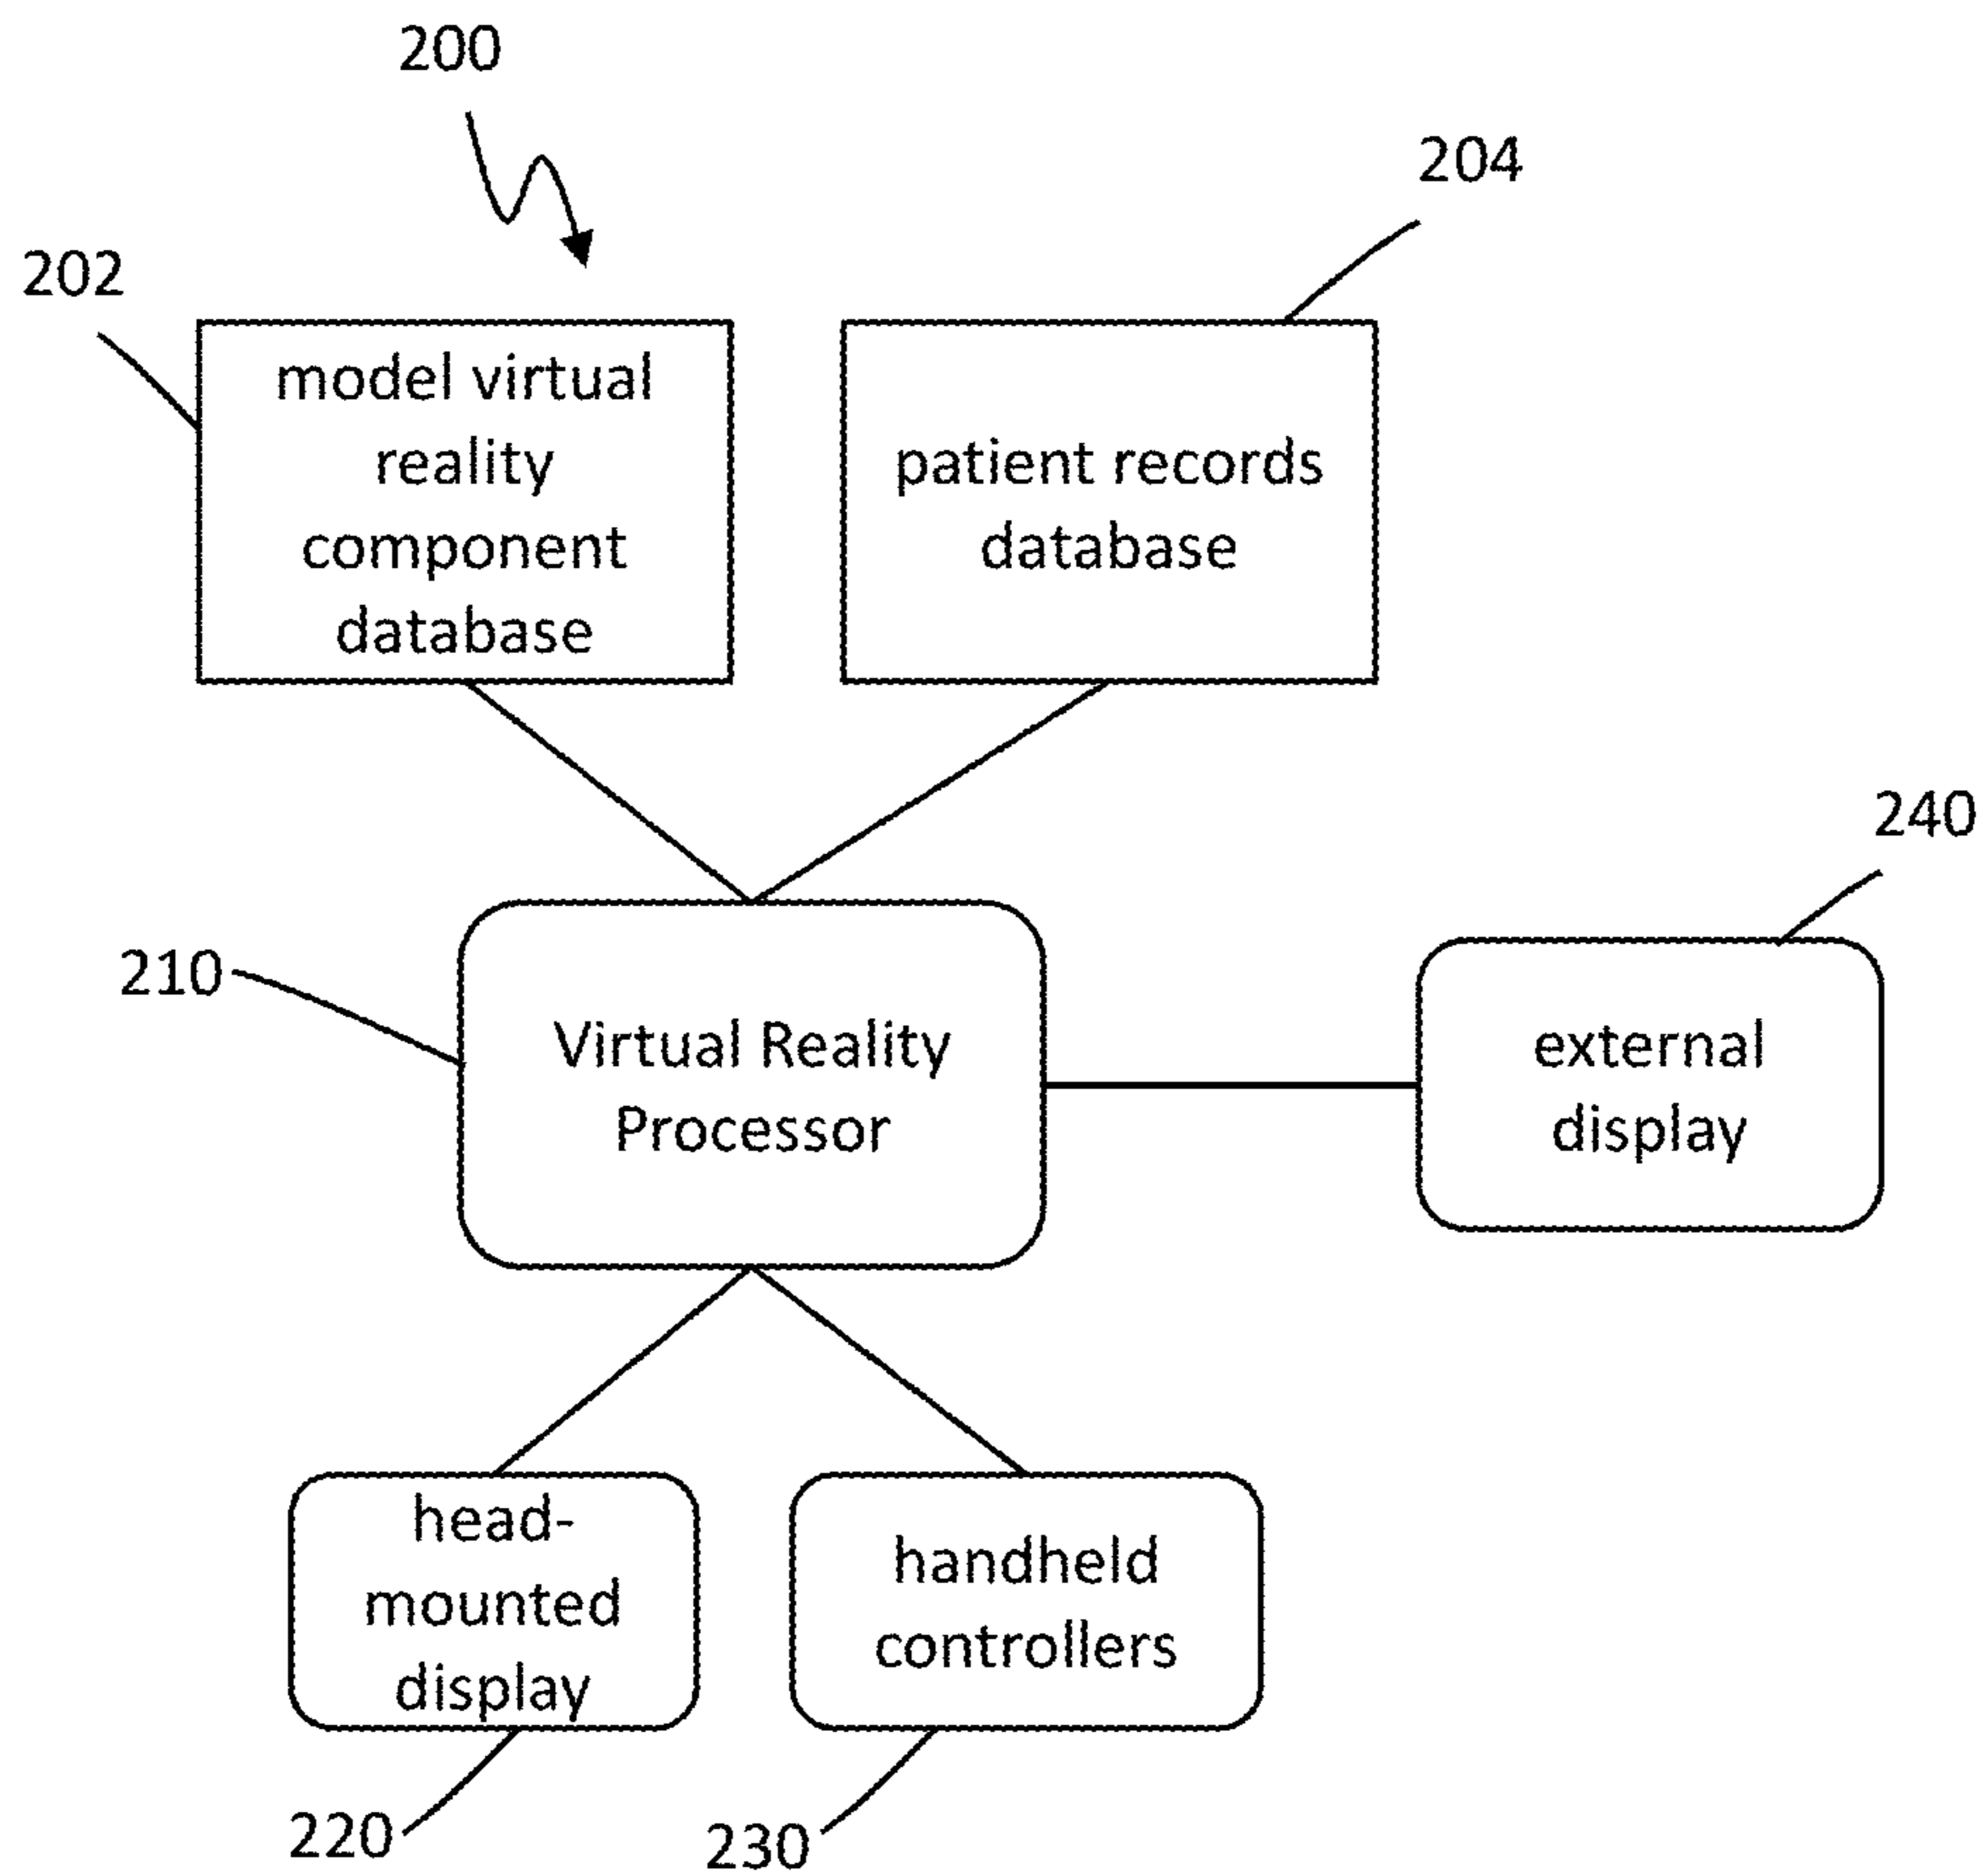 200
204
202
model virtual
reality
component
database
patient records
database
240
210
Virtual Reality
Processor
external
display
head-
mounted
display
handheld
controllers
220
230